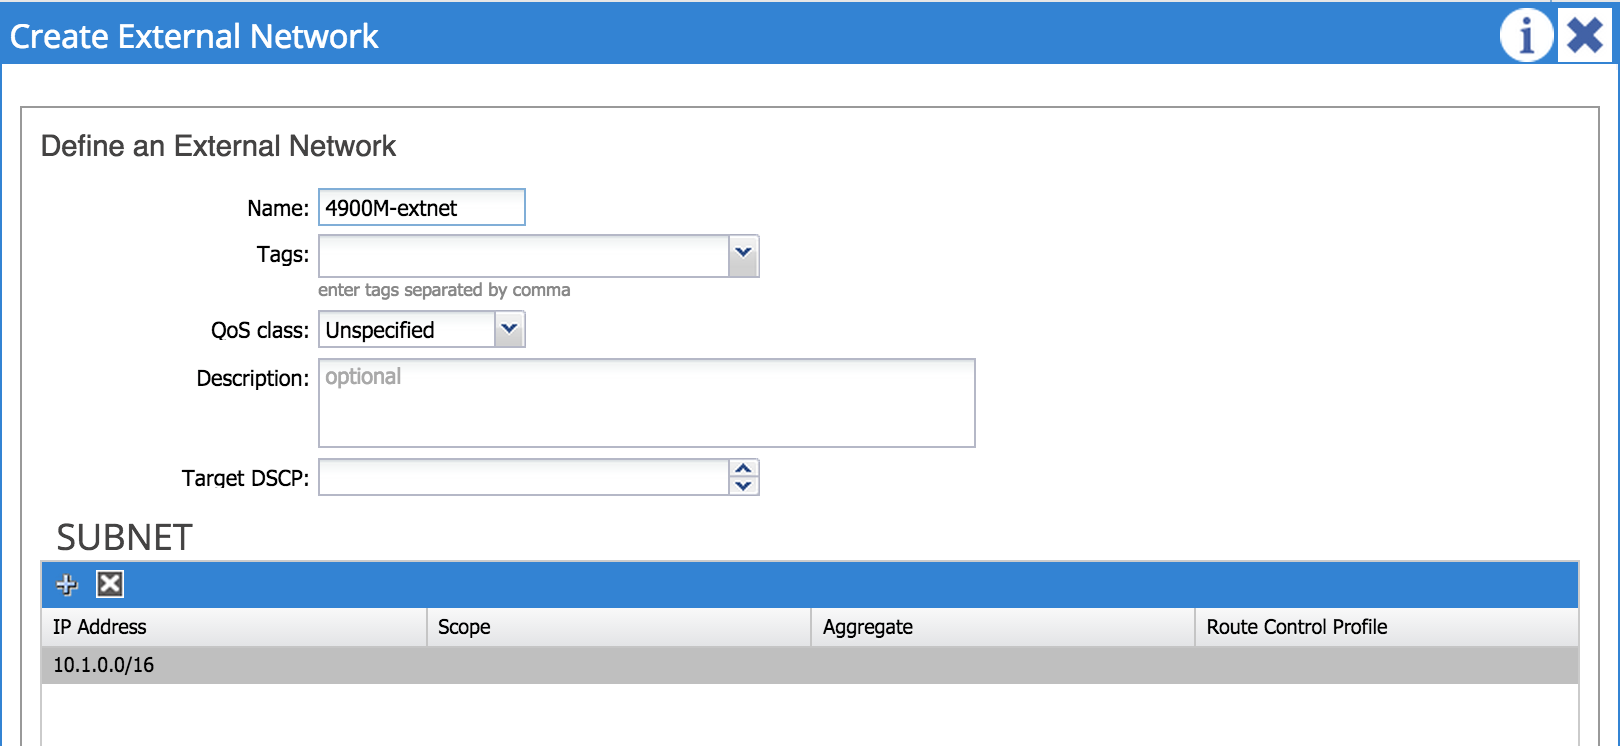 Create External Network
Define an External Network
Name: 4900M-extnet
Tags:
enter tags separated by comma
QoS class: Unspecified
Description: optional
Target DSCP:
SUBNET
IP Address Scope Aggregate Route Control Profile
10.1.0.0/16